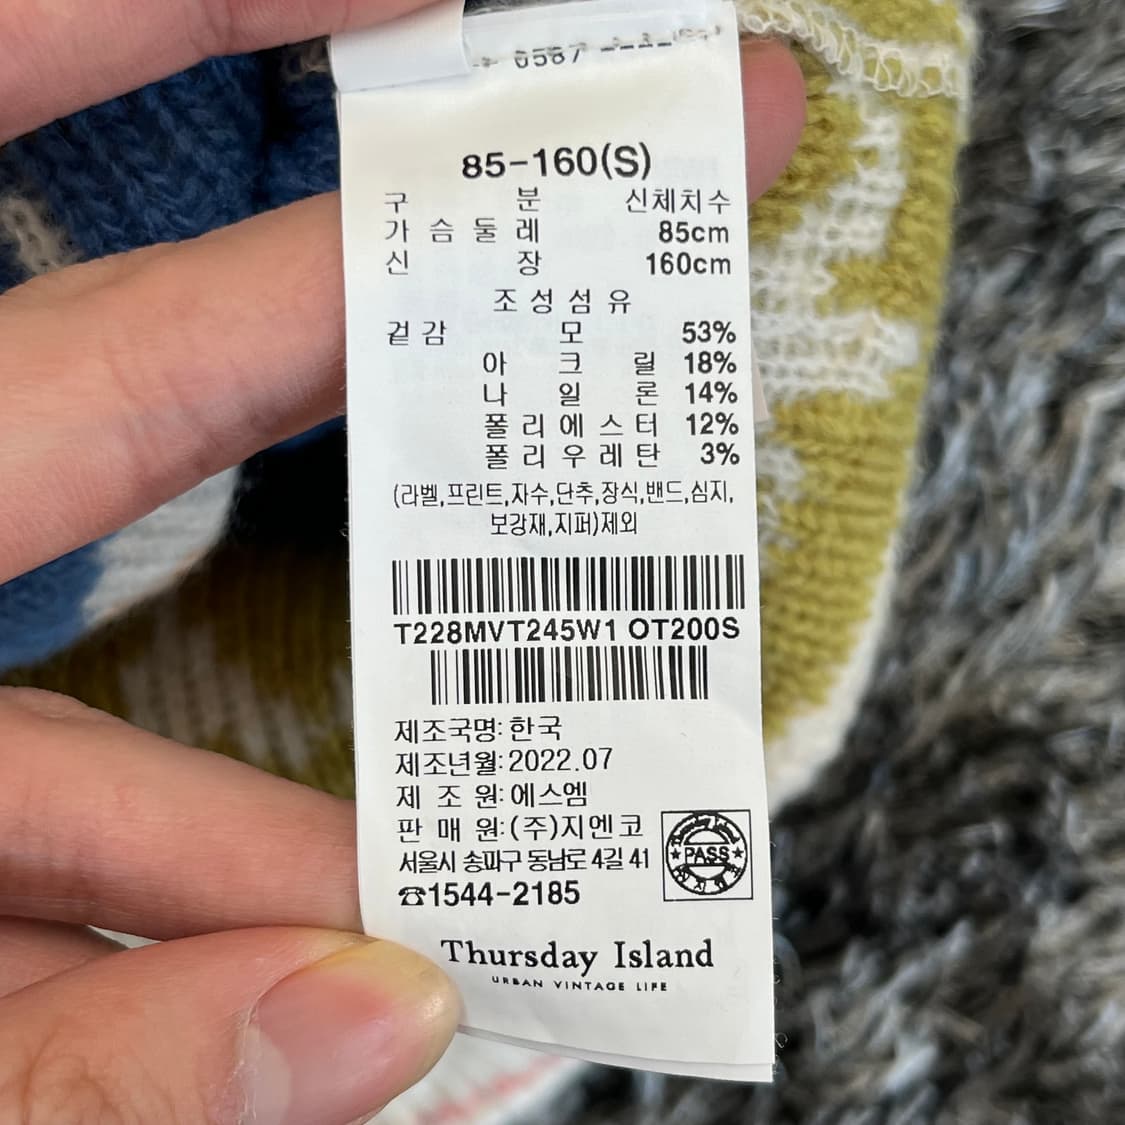 6587
85-160(S)
구 분 신체치수
가슴둘레 85cm
신 장 160cm
조성섬유
겉감 모 53%
아 크 릴 18%
나 일 론 14%
폴리에스터 12%
폴리우레탄 3%
(라벨,프린트,자수,단추,장식,밴드,심지,
보강재,지퍼)제외
T228MVT245W1 OT200S
제조국명:한국
제조년월:2022.07
제 조 원:에스엠
판 매 원:(주)지엔코
서울시 송파구 동남로 4길 41
☎1544-2185
PASS
Thursday Island
URBAN VINTAGE LIFE